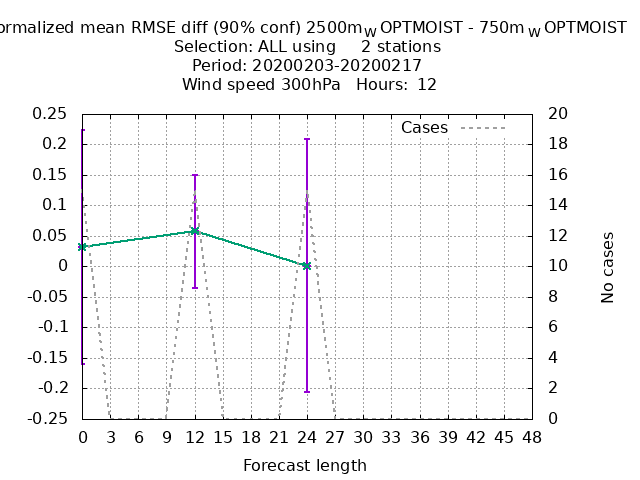 ormalized mean RMSE diff (90% conf) 2500mW OPTMOIST - 750mW OPTMOIST
Selection: ALL using 2 stations
Period: 20200203-20200217
Wind speed 300hPa Hours: 12
Cases
0.25
0.2
0.15
0.1
0.05
0
-0.05
-0.1
-0.15
-0.2
-0.25
20
18
16
14
12
10
8
6
4
2
0
No cases
0 3 6 9 12 15 18 21 24 27 30 33 36 39 42 45 48
Forecast length